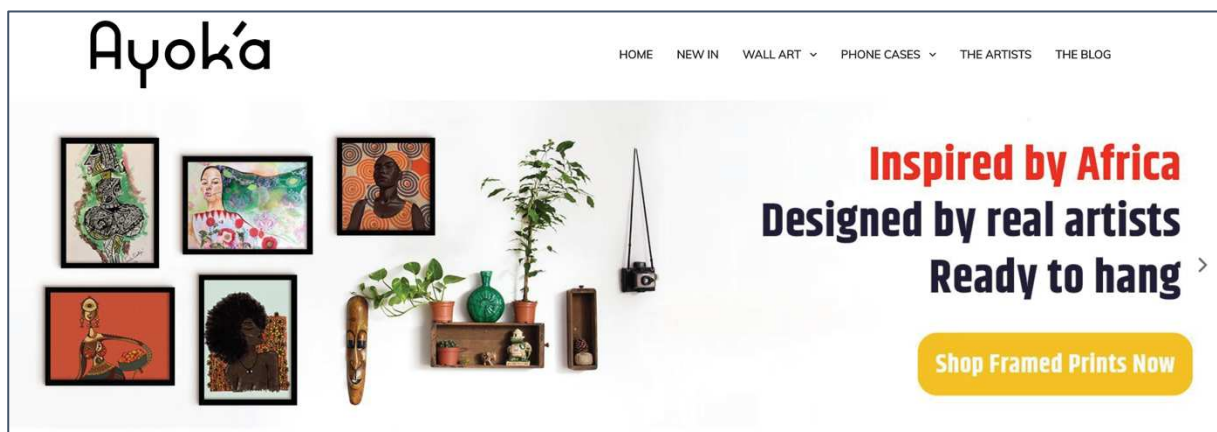 Ayok'a
HOME NEW IN WALL ART PHONE CASES THE ARTISTS THE BLOG
Inspired by Africa
Designed by real artists
Ready to hang
Shop Framed Prints Now